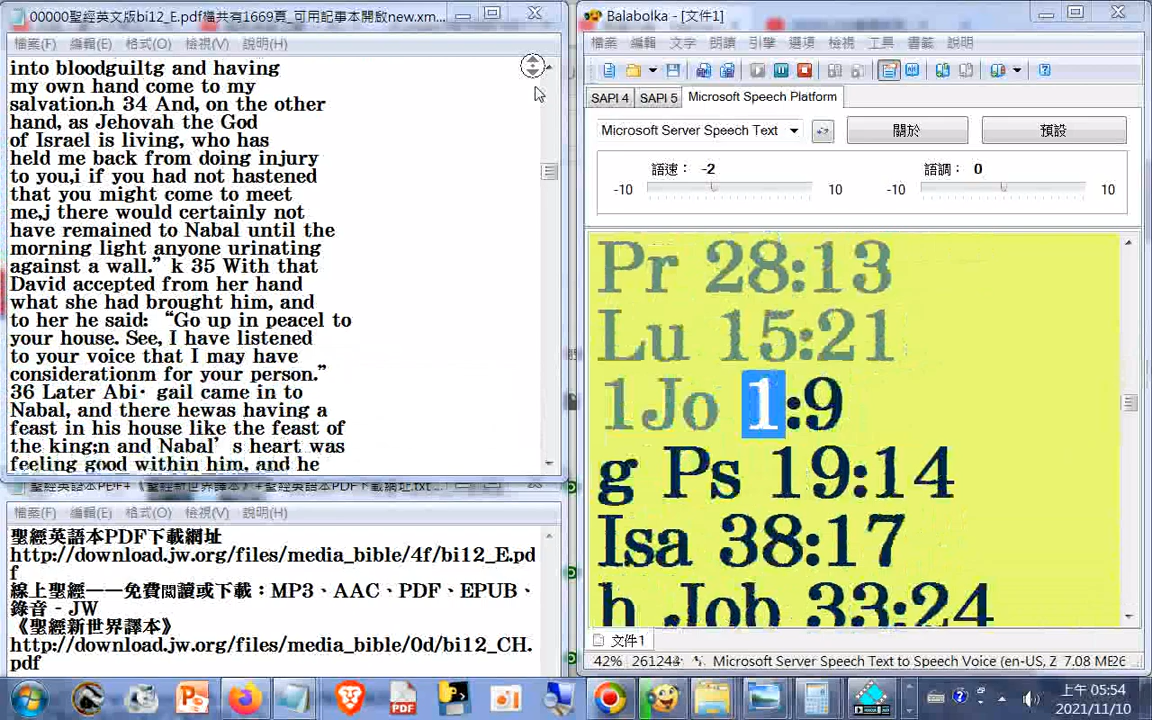 00000聖經英文版bi12_E.pdf檔共有1669頁_可用記事本開啟new.xm...
檔案(F) 編輯(E) 格式(O) 檢視(V) 說明(H)
into bloodguiltg and having
my own hand come to my
salvation.h 34 And, on the other
hand, as Jehovah the God
of Israel is living, who has
held me back from doing injury
to you,i if you had not hastened
that you might come to meet
me,j there would certainly not
have remained to Nabal until the
morning light anyone urinating
against a wall.” k 35 With that
David accepted from her hand
what she had brought him, and
to her he said: “Go up in peacel to
your house. See, I have listened
to your voice that I may have
considerationm for your person.”
36 Later Abi· gail came in to
Nabal, and there hewas having a
feast in his house like the feast of
the king;n and Nabal’s heart was
feeling good within him, and he
聖經英語本PDF下載網址.txt
檔案(F) 編輯(E) 格式(O) 檢視(V) 說明(H)
聖經英語本PDF下載網址
http://download.jw.org/files/media_bible/4f/bi12_E.pd
f
線上聖經——免費閱讀或下載：MP3、AAC、PDF、EPUB、
錄音 - JW
《聖經新世界譯本》
http://download.jw.org/files/media_bible/0d/bi12_CH.
pdf
Balabolka - [文件1]
檔案 編輯 文字 朗讀 引擎 選項 檢視 工具 書籤 說明
SAPI 4 SAPI 5 Microsoft Speech Platform
Microsoft Server Speech Text 關於 預設
語速： -2 語調： 0
-10 10 -10 10
Pr 28:13
Lu 15:21
1Jo 1:9
g Ps 19:14
Isa 38:17
h Job 33:24
文件1
42% Microsoft Server Speech Text to Speech Voice (en-US, Z 7.08 ME
上午 05:54
2021/11/10